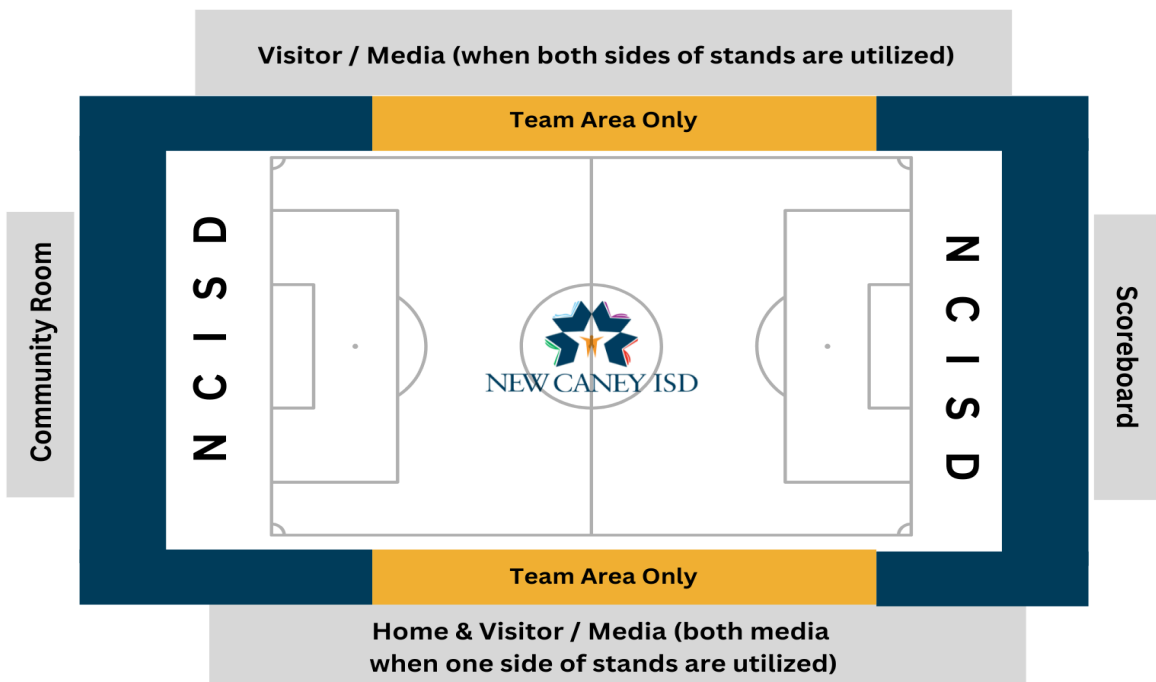 Visitor / Media (when both sides of stands are utilized)
Team Area Only
Community Room
N C I S D
NEW CANEY ISD
N C I S D
Scoreboard
Team Area Only
Home & Visitor / Media (both media
when one side of stands are utilized)